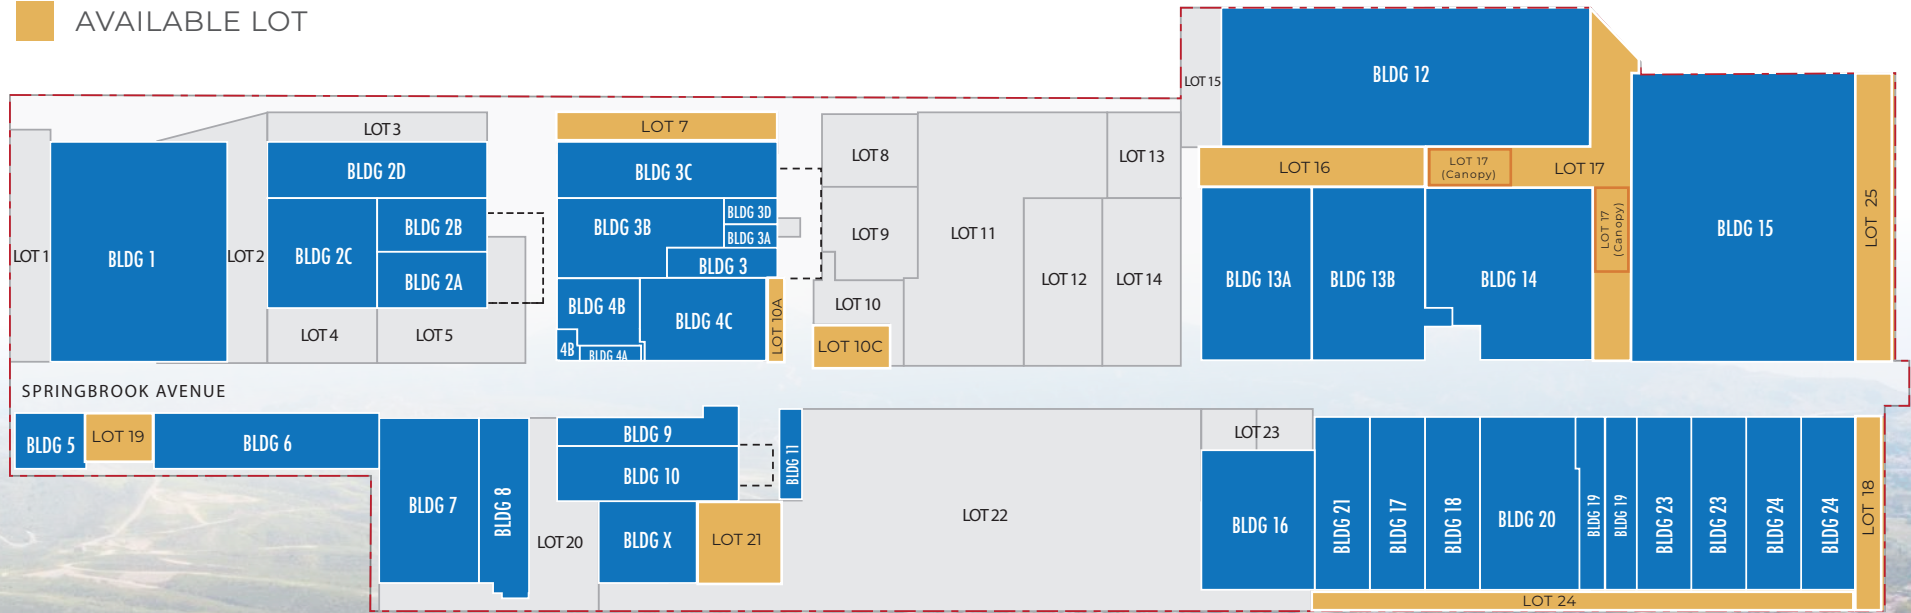 AVAILABLE LOT
LOT 15
BLDG 12
LOT 3
LOT 7
BLDG 2D
BLDG 3C
LOT 8
LOT 13
LOT 16
LOT 17
(Canopy)
LOT 17
LOT 1
BLDG 1
LOT 2
BLDG 2C
BLDG 2B
BLDG 2A
BLDG 3B
BLDG 3D
BLDG 3A
BLDG 3
LOT 9
LOT 11
LOT 12
LOT 14
BLDG 13A
BLDG 13B
BLDG 14
LOT 17
(Canopy)
BLDG 15
LOT 25
LOT 4
LOT 5
BLDG 4B
BLDG 4C
4B
BLDG 4A
LOT 10A
LOT 10
LOT 10C
SPRINGBROOK AVENUE
BLDG 5
LOT 19
BLDG 6
BLDG 7
BLDG 8
LOT 20
BLDG 9
BLDG 10
BLDG X
LOT 21
BLDG 11
LOT 22
LOT 23
BLDG 16
BLDG 21
BLDG 17
BLDG 18
BLDG 20
BLDG 19
BLDG 19
BLDG 23
BLDG 23
BLDG 24
BLDG 24
LOT 18
LOT 24